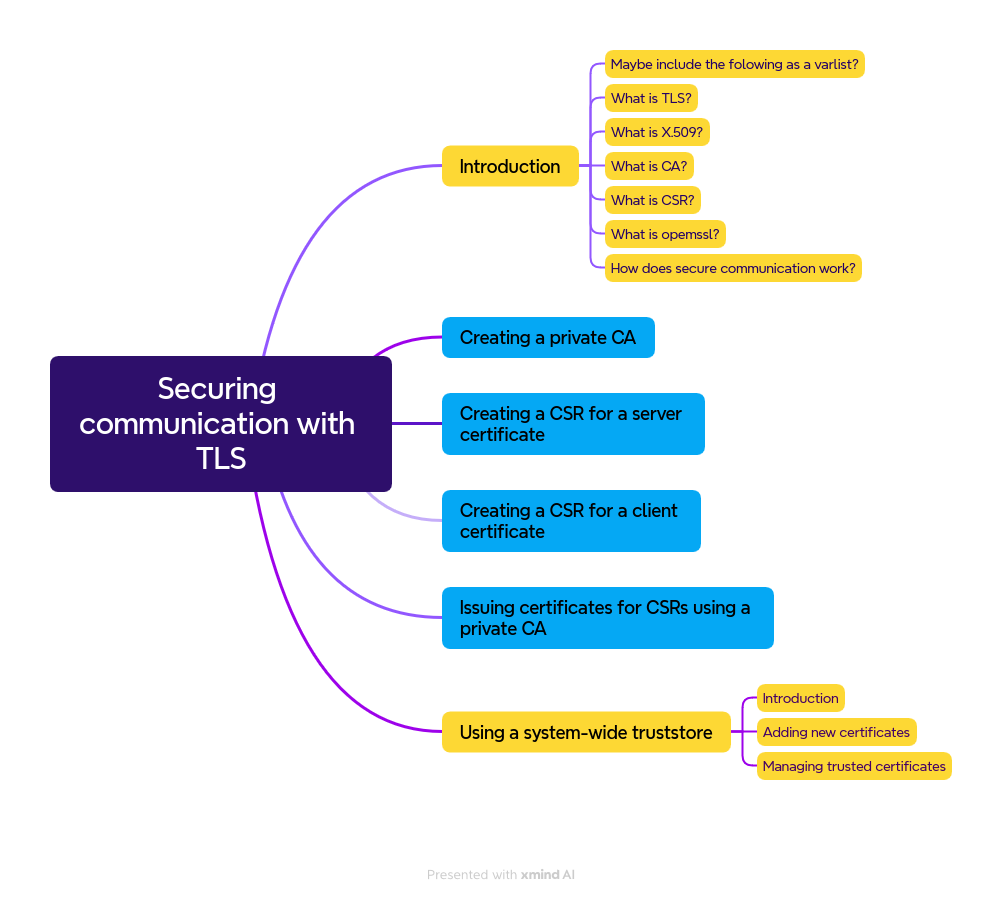 Maybe include the folowing as a varlist?
What is TLS?
What is X.509?
Introduction
What is CA?
What is CSR?
What is opemssl?
How does secure communication work?
Creating a private CA
Securing
communication with
TLS
Creating a CSR for a server
certificate
Creating a CSR for a client
certificate
Issuing certificates for CSRs using a
private CA
Using a system-wide truststore
Introduction
Adding new certificates
Managing trusted certificates
Presented with xmind AI